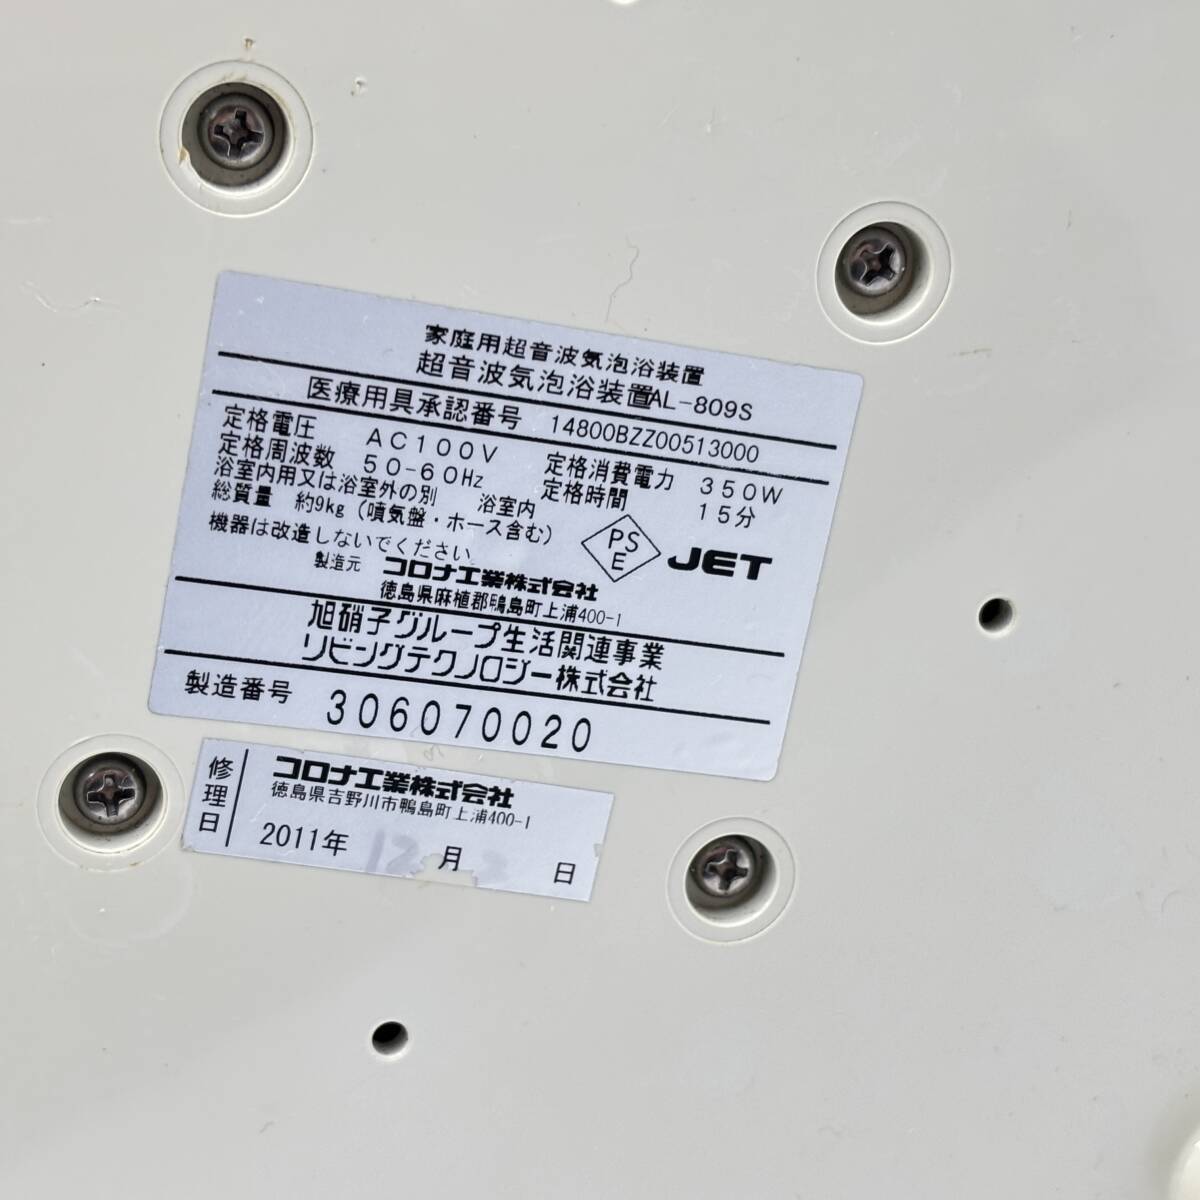 家庭用超音波気泡浴装置
超音波気泡浴装置AL-809S
医療用具承認番号 14800BZZ00513000
定格電圧 AC100V 定格消費電力 350W
定格周波数 50-60Hz 定格時間 15分
浴室内用又は浴室外の別 浴室内
総質量 約9kg（噴気盤・ホース含む）
機器は改造しないでください。
PSE
JET
製造元 コロナ工業株式会社
徳島県麻植郡鴨島町上浦400-1
旭硝子グループ生活関連事業
リビングテクノロジー株式会社
製造番号 306070020
修理日
コロナ工業株式会社
徳島県吉野川市鴨島町上浦400-1
2011年 12月 日